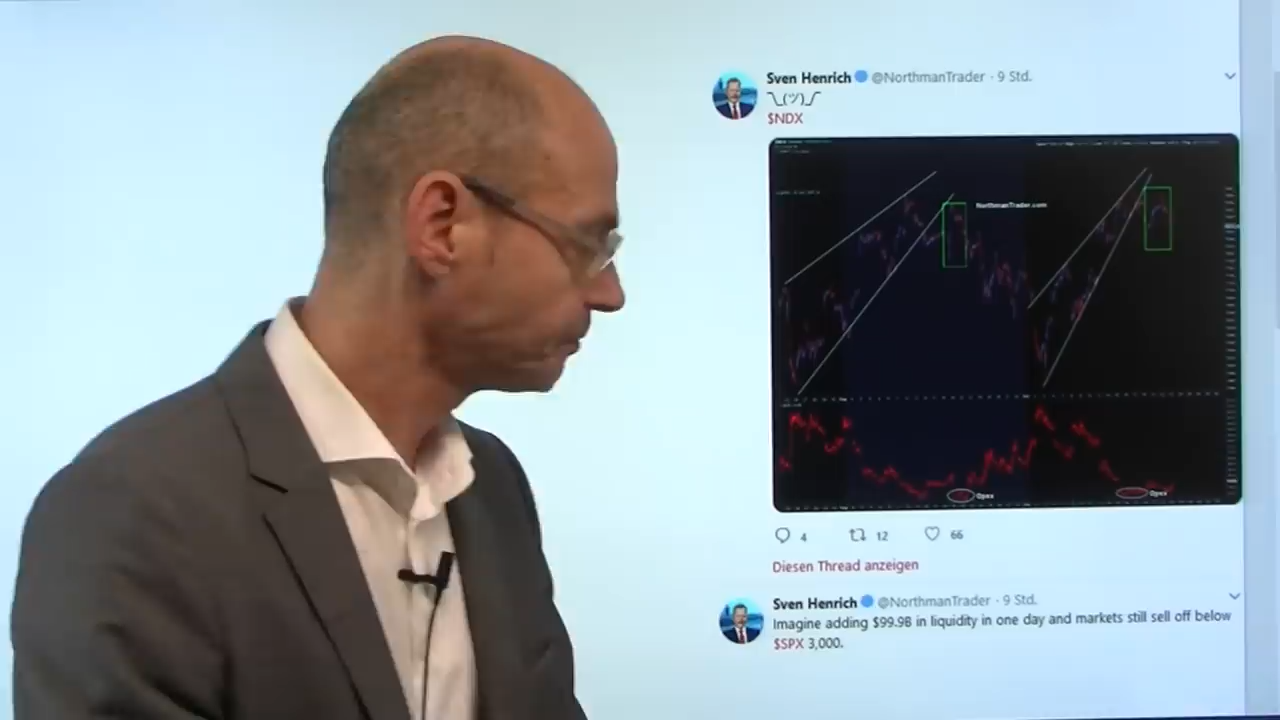 Sven Henrich @NorthmanTrader · 9 Std.
¯\_(ツ)_/¯
$NDX
NorthmanTrader.com
Opex
Opex
4 12 66
Diesen Thread anzeigen
Sven Henrich @NorthmanTrader · 9 Std.
Imagine adding $99.9B in liquidity in one day and markets still sell off below
$SPX 3,000.